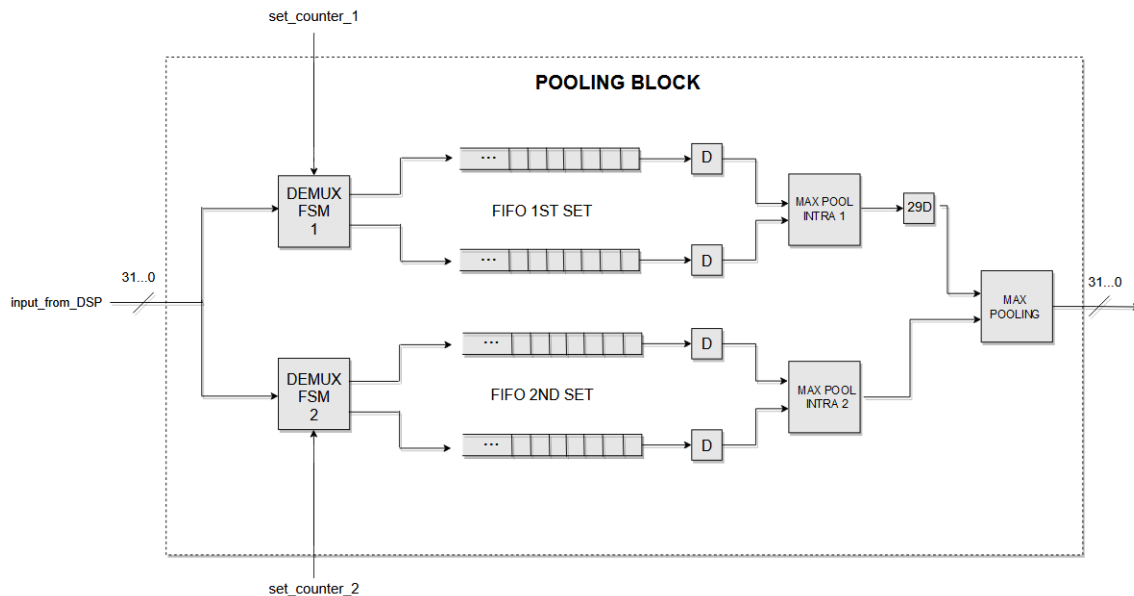 set_counter_1
POOLING BLOCK
...
D
DEMUX
FSM
1
FIFO 1ST SET
MAX POOL
INTRA 1
29D
...
D
31...0
input_from_DSP
31...0
MAX
POOLING
...
D
DEMUX
FSM
2
FIFO 2ND SET
MAX POOL
INTRA 2
...
D
set_counter_2